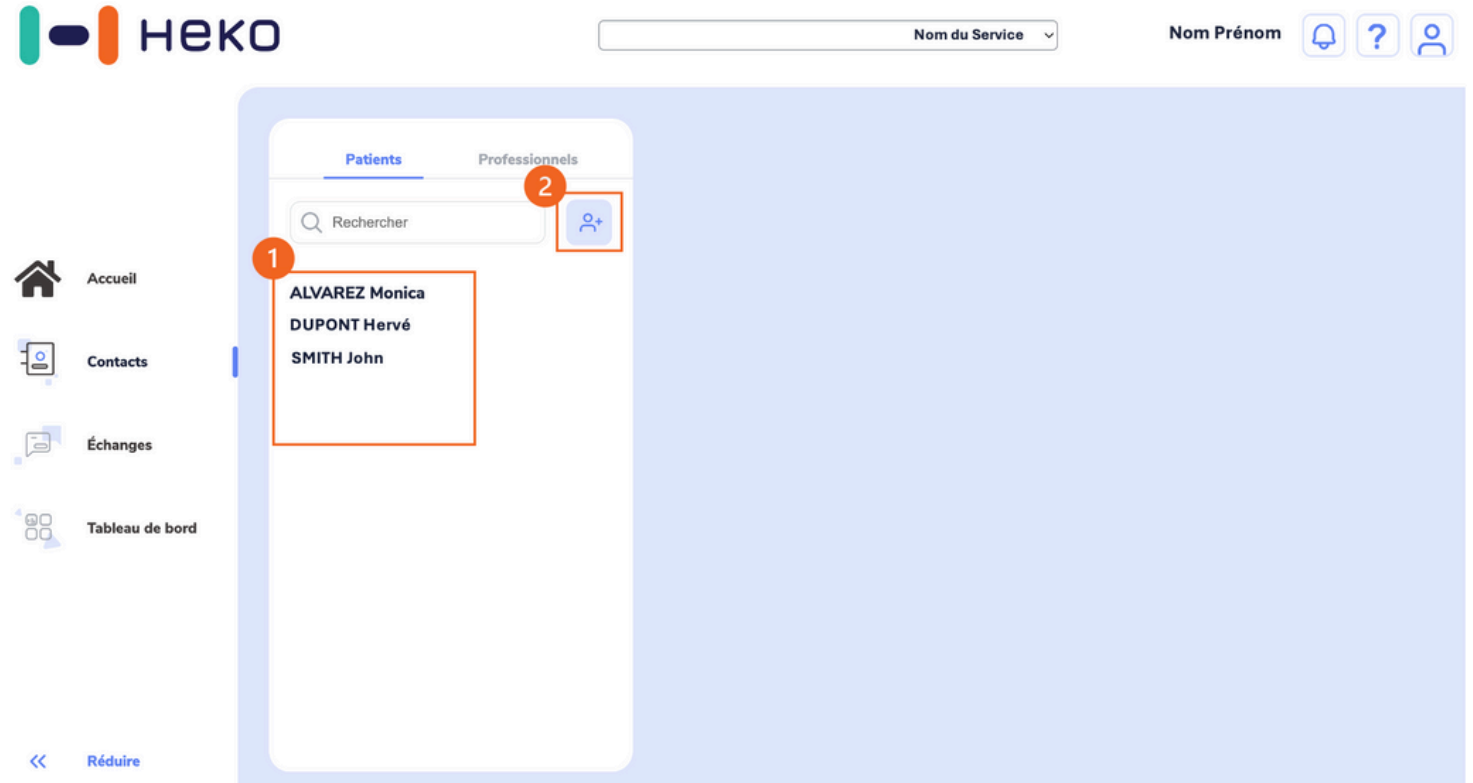 Heko
Nom du Service
Nom Prénom
?
Patients
Professionnels
2
Rechercher
1
ALVAREZ Monica
DUPONT Hervé
SMITH John
Accueil
Contacts
Échanges
Tableau de bord
Réduire